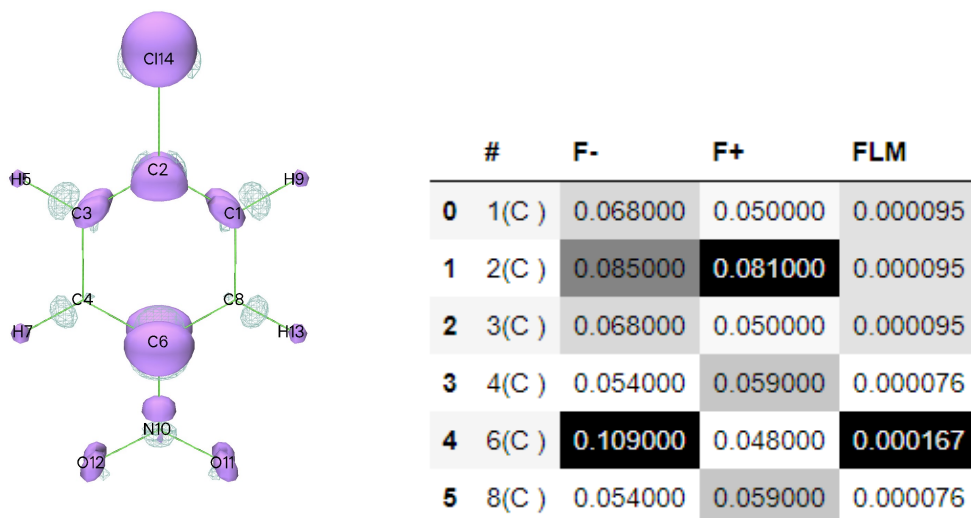 Cl14
C2
H5
H9
C3
C1
C4
C8
H7
H13
C6
N10
O12
O11
# F- F+ FLM
0 1(C ) 0.068000 0.050000 0.000095
1 2(C ) 0.085000 0.081000 0.000095
2 3(C ) 0.068000 0.050000 0.000095
3 4(C ) 0.054000 0.059000 0.000076
4 6(C ) 0.109000 0.048000 0.000167
5 8(C ) 0.054000 0.059000 0.000076